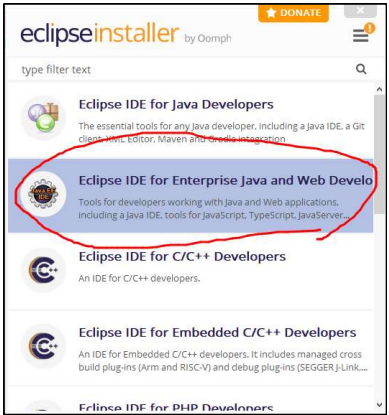 ★ DONATE
eclipseinstaller by Oomph
type filter text
Eclipse IDE for Java Developers
The essential tools for any Java developer, including a Java IDE, a Git
client, XML Editor, Maven and Gradle integration
JAVA EE
IDE
Eclipse IDE for Enterprise Java and Web Develo
Tools for developers working with Java and Web applications,
including a Java IDE, tools for JavaScript, TypeScript, JavaServer...
C++
Eclipse IDE for C/C++ Developers
An IDE for C/C++ developers.
C++
Eclipse IDE for Embedded C/C++ Developers
An IDE for Embedded C/C++ developers. It includes managed cross
build plug-ins (Arm and RISC-V) and debug plug-ins (SEGGER J-Link,...
Eclipse IDE for PHP Developers